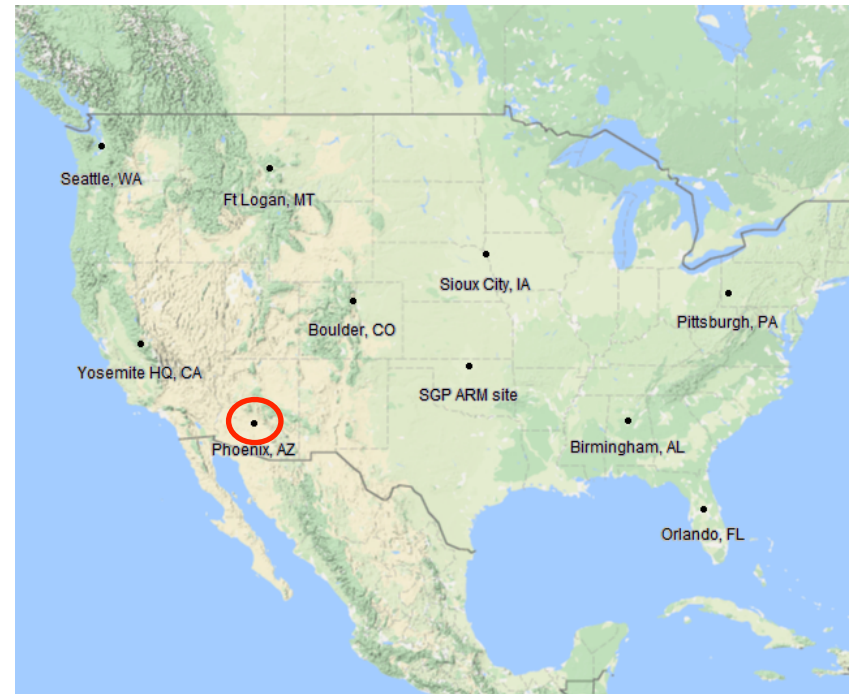 Seattle, WA
Ft Logan, MT
Sioux City, IA
Boulder, CO
Pittsburgh, PA
Yosemite HQ, CA
SGP ARM site
Phoenix, AZ
Birmingham, AL
Orlando, FL